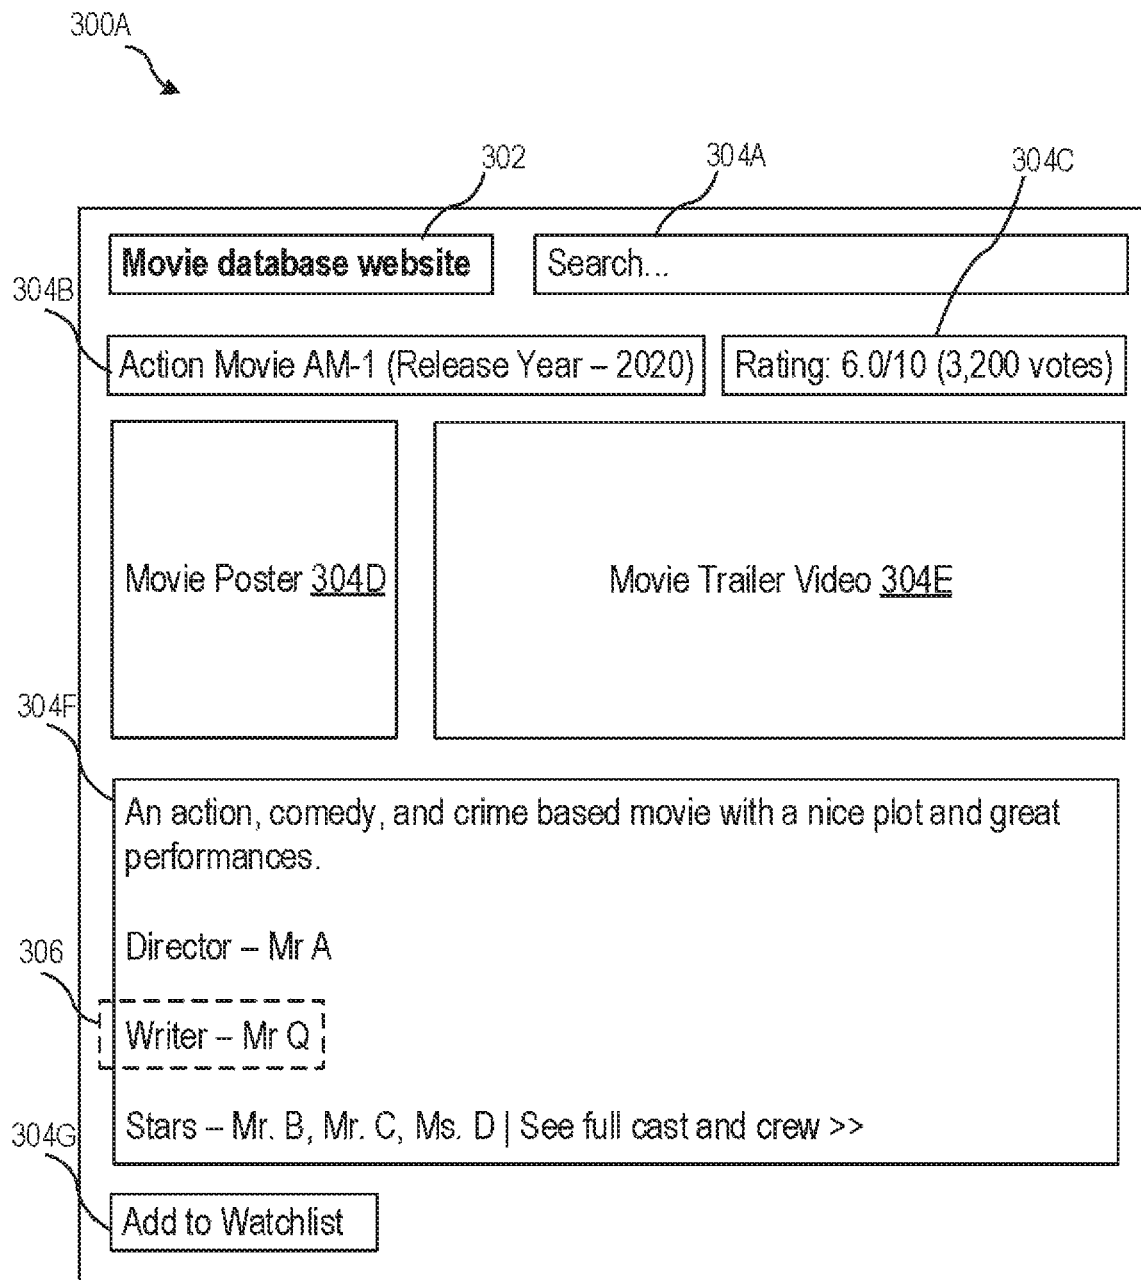 300A
302
304A
304C
Movie database website
Search...
304B
Action Movie AM-1 (Release Year – 2020)
Rating: 6.0/10 (3,200 votes)
Movie Poster 304D
Movie Trailer Video 304E
304F
An action, comedy, and crime based movie with a nice plot and great
performances.
Director – Mr A
306
Writer – Mr Q
Stars – Mr. B, Mr. C, Ms. D | See full cast and crew >>
304G
Add to Watchlist